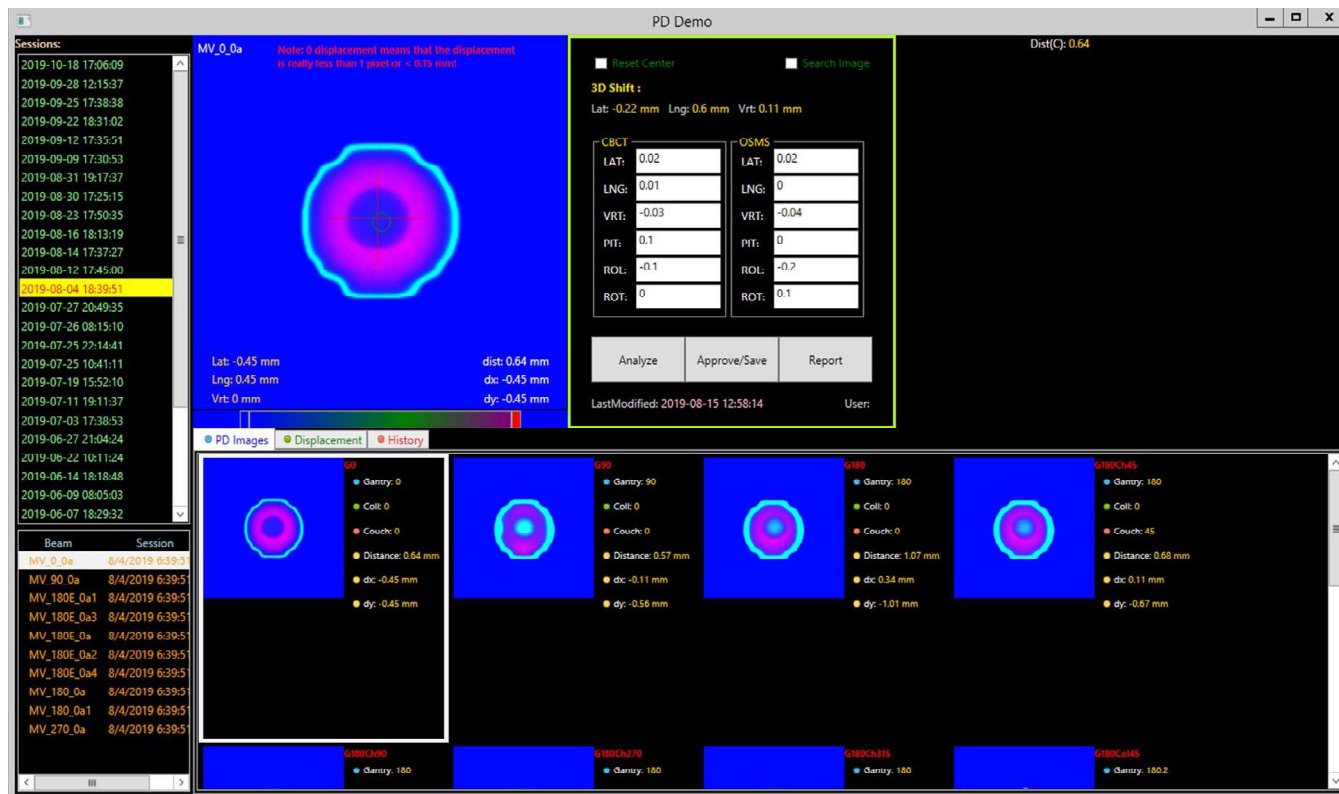 PD Demo
Sessions:
2019-10-18 17:06:09
2019-09-28 12:15:37
2019-09-25 17:38:38
2019-09-22 18:31:02
2019-09-12 17:35:51
2019-09-09 17:30:53
2019-08-31 19:17:37
2019-08-30 17:25:15
2019-08-23 17:50:35
2019-08-16 18:13:19
2019-08-14 17:37:27
2019-08-12 17:45:00
2019-08-04 18:39:51
2019-07-27 20:49:35
2019-07-26 08:15:10
2019-07-25 22:14:41
2019-07-25 10:41:11
2019-07-19 15:52:10
2019-07-11 19:11:37
2019-07-03 17:38:53
2019-06-27 21:04:24
2019-06-22 10:11:24
2019-06-14 18:18:48
2019-06-09 08:05:03
2019-06-07 18:29:32
Beam Session
MV_0_0a 8/4/2019 6:39:51
MV_90_0a 8/4/2019 6:39:51
MV_180E_0a1 8/4/2019 6:39:51
MV_180E_0a3 8/4/2019 6:39:51
MV_180E_0a 8/4/2019 6:39:51
MV_180E_0a2 8/4/2019 6:39:51
MV_180E_0a4 8/4/2019 6:39:51
MV_180_0a 8/4/2019 6:39:51
MV_180_0a1 8/4/2019 6:39:51
MV_270_0a 8/4/2019 6:39:51
MV_0_0a
Note: 0 displacement means that the displacement
is really less than 1 pixel or < 0.15 mm!
Lat: -0.45 mm dist: 0.64 mm
Lng: 0.45 mm dx: -0.45 mm
Vrt: 0 mm dy: -0.45 mm
Reset Center Search Image
3D Shift :
Lat: -0.22 mm Lng: 0.6 mm Vrt: 0.11 mm
CBCT OSMS
LAT: 0.02 LAT: 0.02
LNG: 0.01 LNG: 0
VRT: -0.03 VRT: -0.04
PIT: 0.1 PIT: 0
ROL: -0.1 ROL: -0.2
ROT: 0 ROT: 0.1
Analyze Approve/Save Report
LastModified: 2019-08-15 12:58:14 User:
Dist(C): 0.64
PD Images Displacement History
G0
Gantry: 0
Coll: 0
Couch: 0
Distance: 0.64 mm
dx: -0.45 mm
dy: -0.45 mm
G90
Gantry: 90
Coll: 0
Couch: 0
Distance: 0.57 mm
dx: -0.11 mm
dy: -0.56 mm
G180
Gantry: 180
Coll: 0
Couch: 0
Distance: 1.07 mm
dx: 0.34 mm
dy: -1.01 mm
G180Ch45
Gantry: 180
Coll: 0
Couch: 45
Distance: 0.68 mm
dx: 0.11 mm
dy: -0.67 mm
G180Ch90
Gantry: 180
G180Ch270
Gantry: 180
G180Ch315
Gantry: 180
G180Col45
Gantry: 180.2